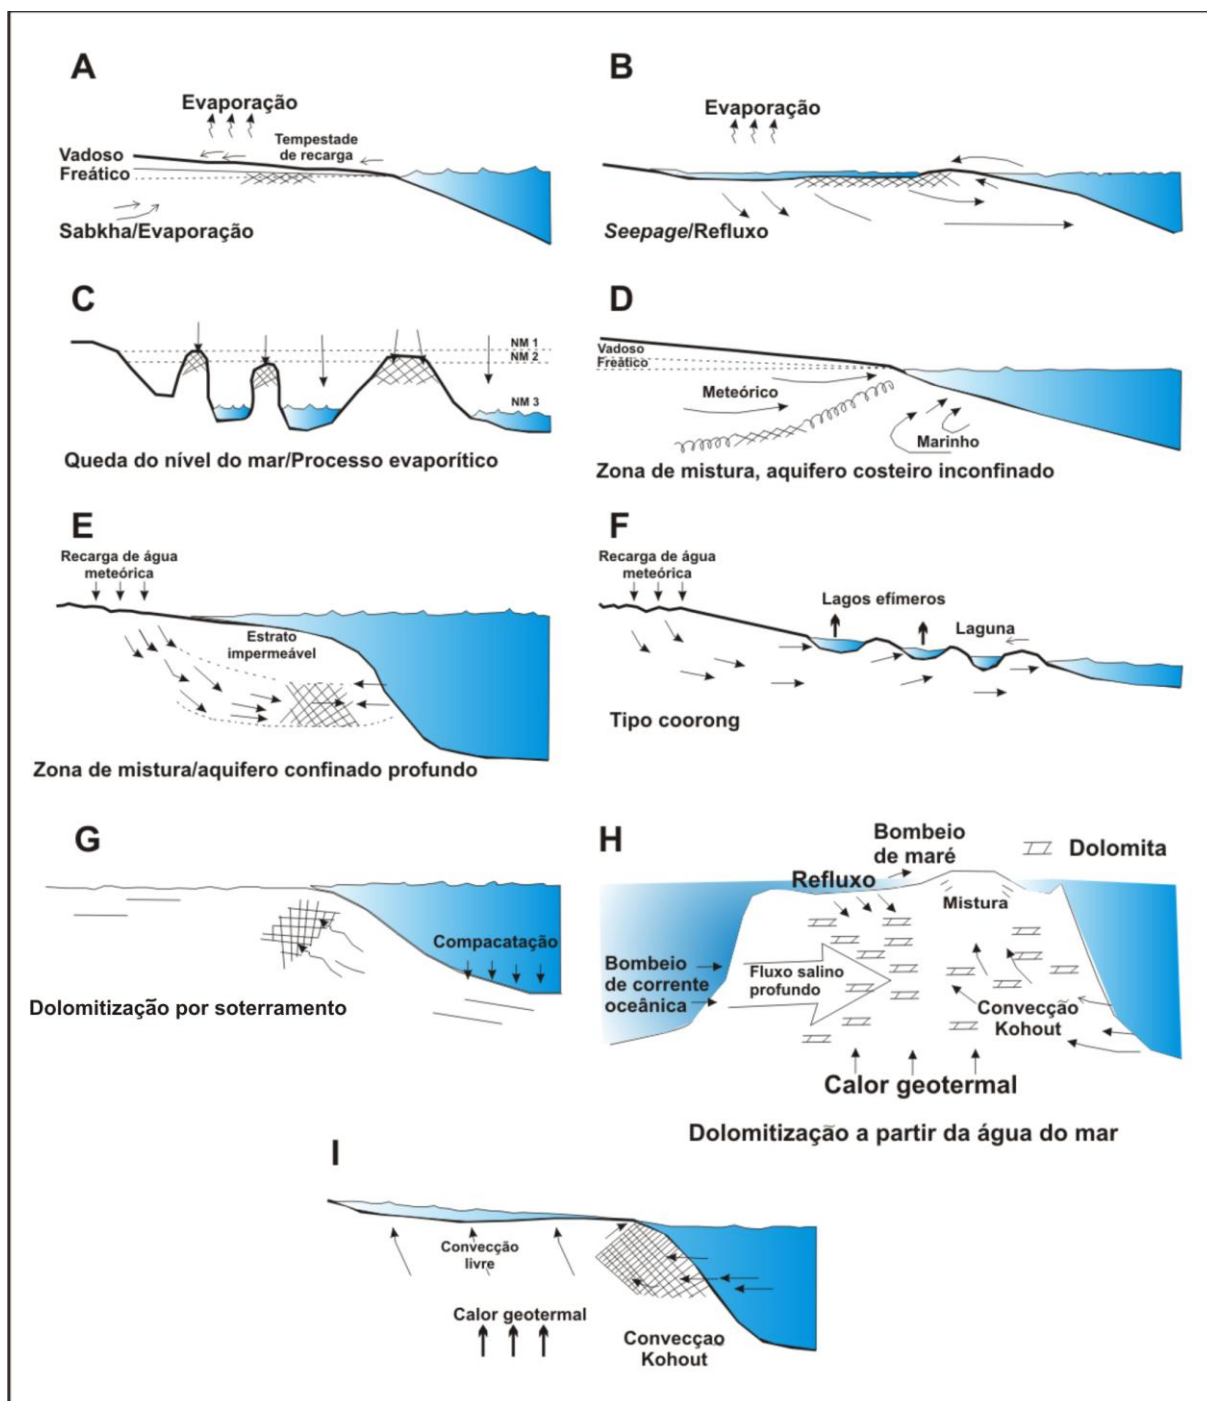 A
Evaporação
Tempestade
de recarga
Vadoso
Freático
Sabkha/Evaporação
B
Evaporação
Seepage/Refluxo
C
NM 1
NM 2
NM 3
Queda do nível do mar/Processo evaporítico
D
Vadoso
Freático
Meteórico
Marinho
Zona de mistura, aquifero costeiro inconfinado
E
Recarga de água
meteórica
Estrato
impermeável
Zona de mistura/aquifero confinado profundo
F
Recarga de água
meteórica
Lagos efímeros
Laguna
Tipo coorong
G
Compacatação
Dolomitização por soterramento
H
Bombeio
de maré
Dolomita
Refluxo
Mistura
Bombeio
de corrente
oceânica
Fluxo salino
profundo
Convecção
Kohout
Calor geotermal
Dolomitização a partir da água do mar
I
Convecção
livre
Calor geotermal
Convecçao
Kohout